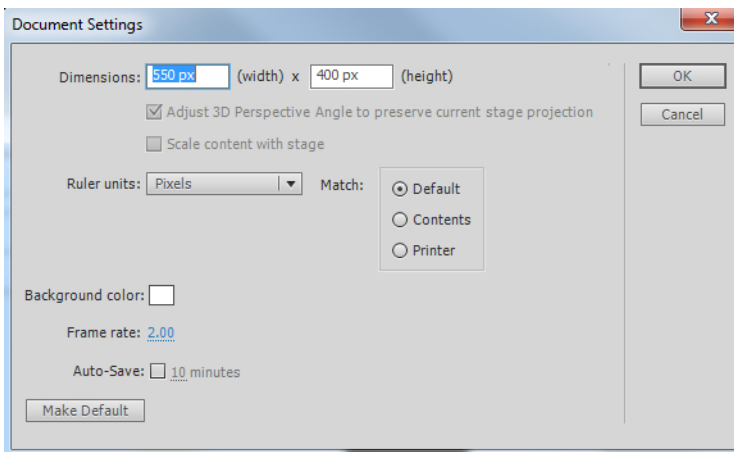 Document Settings
Dimensions: 550 px (width) x 400 px (height)
OK
Adjust 3D Perspective Angle to preserve current stage projection
Cancel
Scale content with stage
Ruler units: Pixels Match: Default
Contents
Printer
Background color:
Frame rate: 2.00
Auto-Save: 10 minutes
Make Default